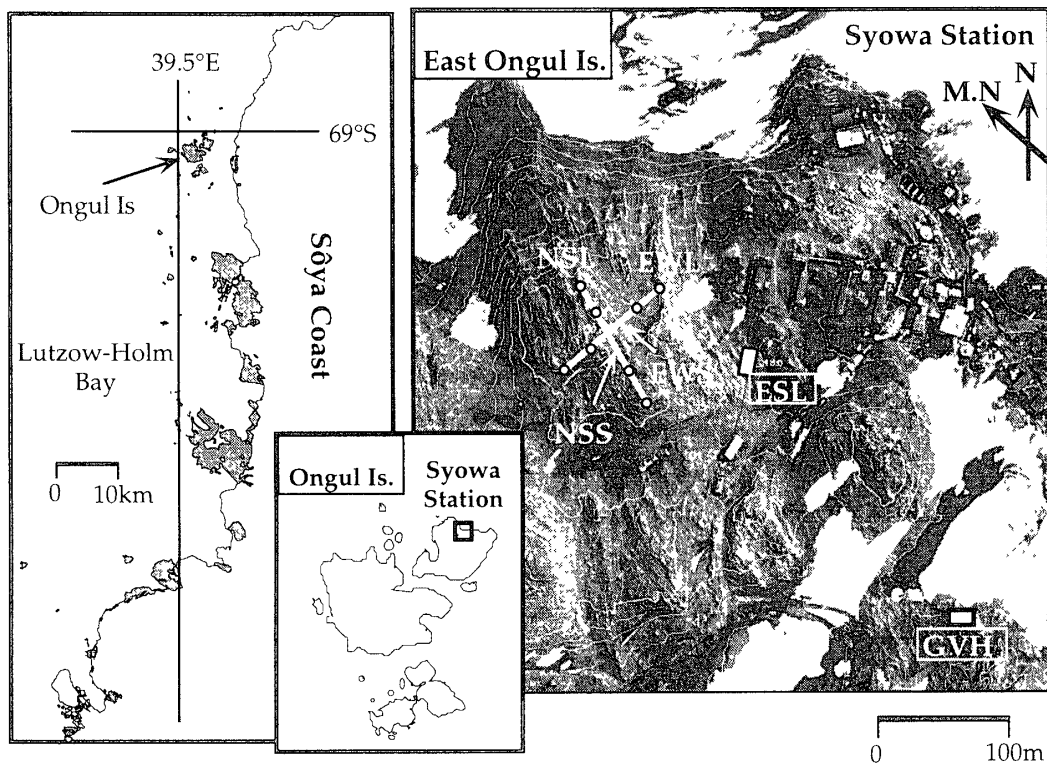 39.5°E
69°S
Ongul Is
Sôya Coast
Lutzow-Holm
Bay
0 10km
Ongul Is.
Syowa
Station
East Ongul Is.
Syowa Station
N
M.N
NSL
EWL
EWS
NSS
ESL
GVH
0 100m